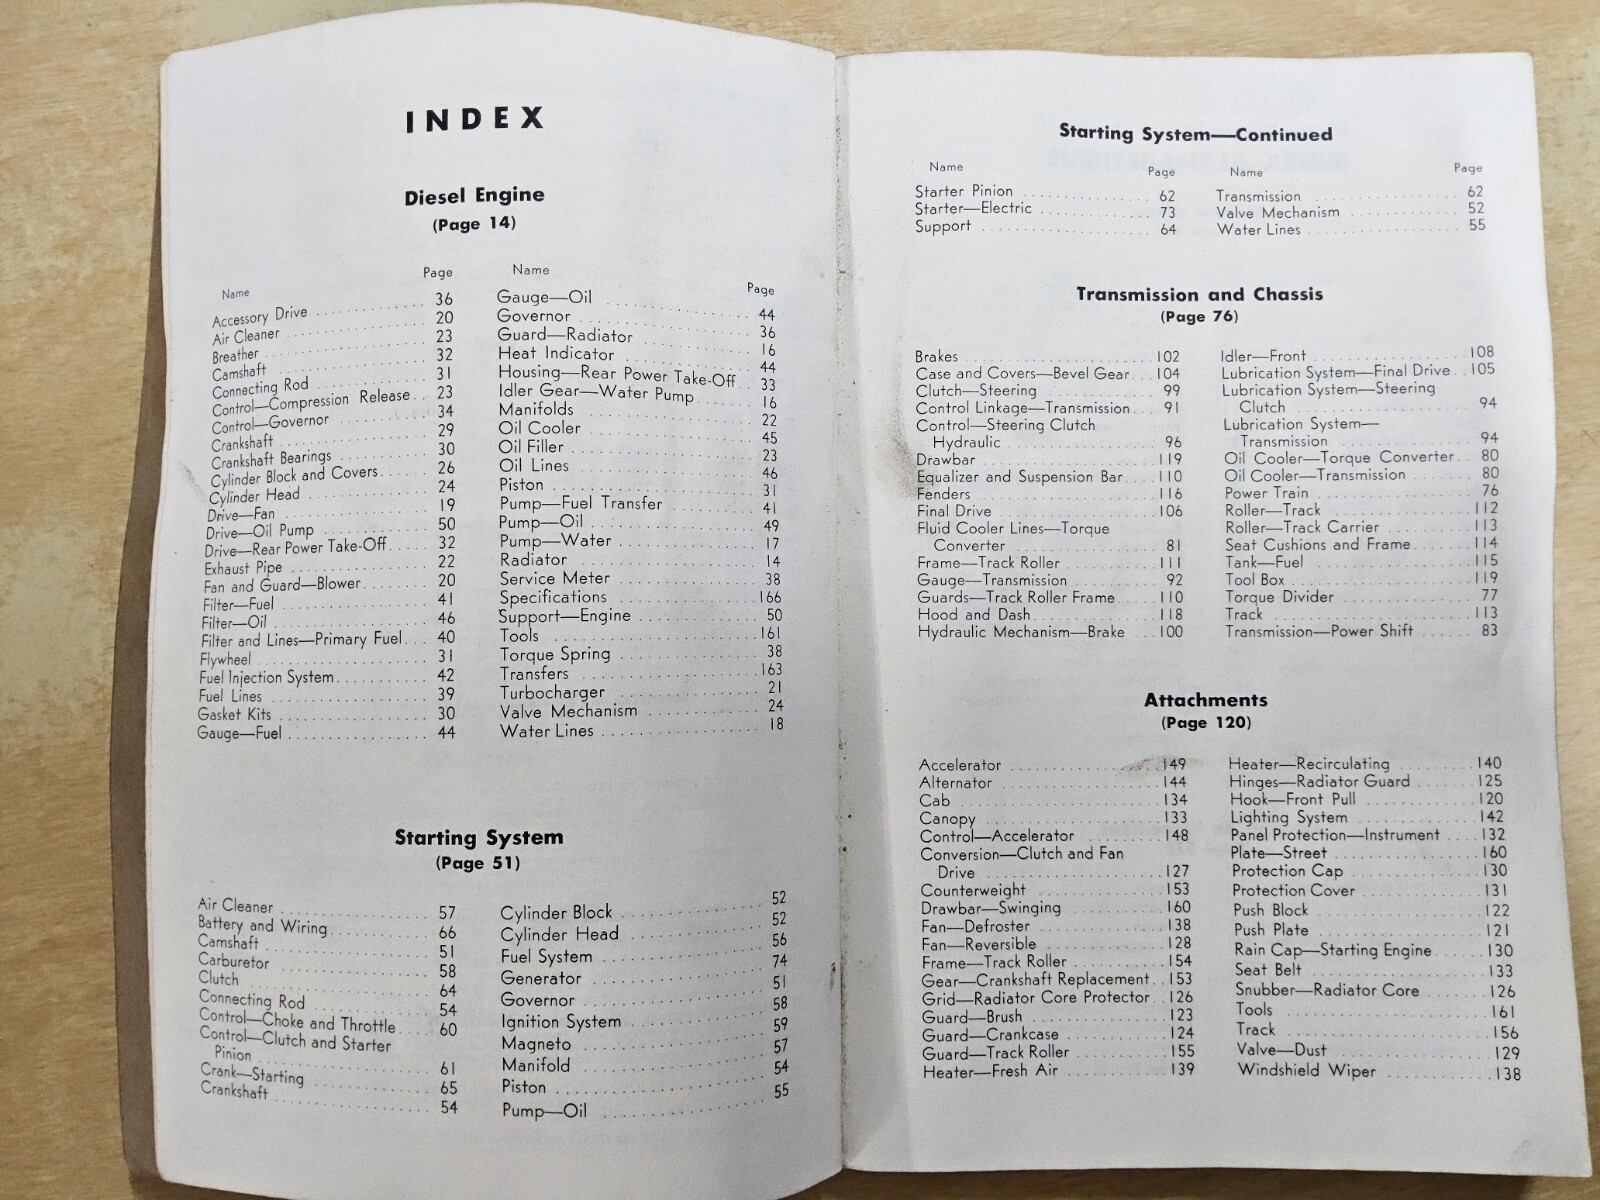 INDEX
Diesel Engine
(Page 14)
Name Page
Accessory Drive 36
Air Cleaner 20
Breather 23
Camshaft 32
Connecting Rod 31
Control—Compression Release 23
Control—Governor 34
Crankshaft 29
Crankshaft Bearings 30
Cylinder Block and Covers 26
Cylinder Head 24
Drive—Fan 19
Drive—Oil Pump 50
Drive—Rear Power Take-Off 32
Exhaust Pipe 22
Fan and Guard—Blower 20
Filter—Fuel 41
Filter—Oil 46
Filter and Lines—Primary Fuel 40
Flywheel 31
Fuel Injection System 42
Fuel Lines 39
Gasket Kits 30
Gauge—Fuel 44
Name Page
Gauge—Oil 44
Governor 36
Guard—Radiator 16
Heat Indicator 44
Housing—Rear Power Take-Off 33
Idler Gear—Water Pump 16
Manifolds 22
Oil Cooler 45
Oil Filler 23
Oil Lines 46
Piston 31
Pump—Fuel Transfer 41
Pump—Oil 49
Pump—Water 17
Radiator 14
Service Meter 38
Specifications 166
Support—Engine 50
Tools 161
Torque Spring 38
Transfers 163
Turbocharger 21
Valve Mechanism 24
Water Lines 18
Starting System
(Page 51)
Air Cleaner 57
Battery and Wiring 66
Camshaft 51
Carburetor 58
Clutch 64
Connecting Rod 54
Control—Choke and Throttle 60
Control—Clutch and Starter
Pinion 61
Crank—Starting 65
Crankshaft 54
Cylinder Block 52
Cylinder Head 52
Fuel System 56
Generator 74
Governor 51
Ignition System 58
Magneto 59
Manifold 57
Piston 54
Pump—Oil 55
Starting System—Continued
Name Page
Starter Pinion 62
Starter—Electric 73
Support 64
Name Page
Transmission 62
Valve Mechanism 52
Water Lines 55
Transmission and Chassis
(Page 76)
Brakes 102
Case and Covers—Bevel Gear 104
Clutch—Steering 99
Control Linkage—Transmission 91
Control—Steering Clutch
Hydraulic 96
Drawbar 119
Equalizer and Suspension Bar 110
Fenders 116
Final Drive 106
Fluid Cooler Lines—Torque
Converter 81
Frame—Track Roller 111
Gauge—Transmission 92
Guards—Track Roller Frame 110
Hood and Dash 118
Hydraulic Mechanism—Brake 100
Idler—Front 108
Lubrication System—Final Drive 105
Lubrication System—Steering
Clutch 94
Lubrication System—
Transmission 94
Oil Cooler—Torque Converter 80
Oil Cooler—Transmission 80
Power Train 76
Roller—Track 112
Roller—Track Carrier 113
Seat Cushions and Frame 114
Tank—Fuel 115
Tool Box 119
Torque Divider 77
Track 113
Transmission—Power Shift 83
Attachments
(Page 120)
Accelerator 149
Alternator 144
Cab 134
Canopy 133
Control—Accelerator 148
Conversion—Clutch and Fan
Drive 127
Counterweight 153
Drawbar—Swinging 160
Fan—Defroster 138
Fan—Reversible 128
Frame—Track Roller 154
Gear—Crankshaft Replacement 153
Grid—Radiator Core Protector 126
Guard—Brush 123
Guard—Crankcase 124
Guard—Track Roller 155
Heater—Fresh Air 139
Heater—Recirculating 140
Hinges—Radiator Guard 125
Hook—Front Pull 120
Lighting System 142
Panel Protection—Instrument 132
Plate—Street 160
Protection Cap 130
Protection Cover 131
Push Block 122
Push Plate 121
Rain Cap—Starting Engine 130
Seat Belt 133
Snubber—Radiator Core 126
Tools 161
Track 156
Valve—Dust 129
Windshield Wiper 138